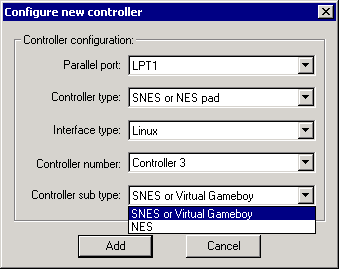 Configure new controller
Controller configuration:
Parallel port: LPT1
Controller type: SNES or NES pad
Interface type: Linux
Controller number: Controller 3
Controller sub type: SNES or Virtual Gameboy
SNES or Virtual Gameboy
NES
Add Cancel